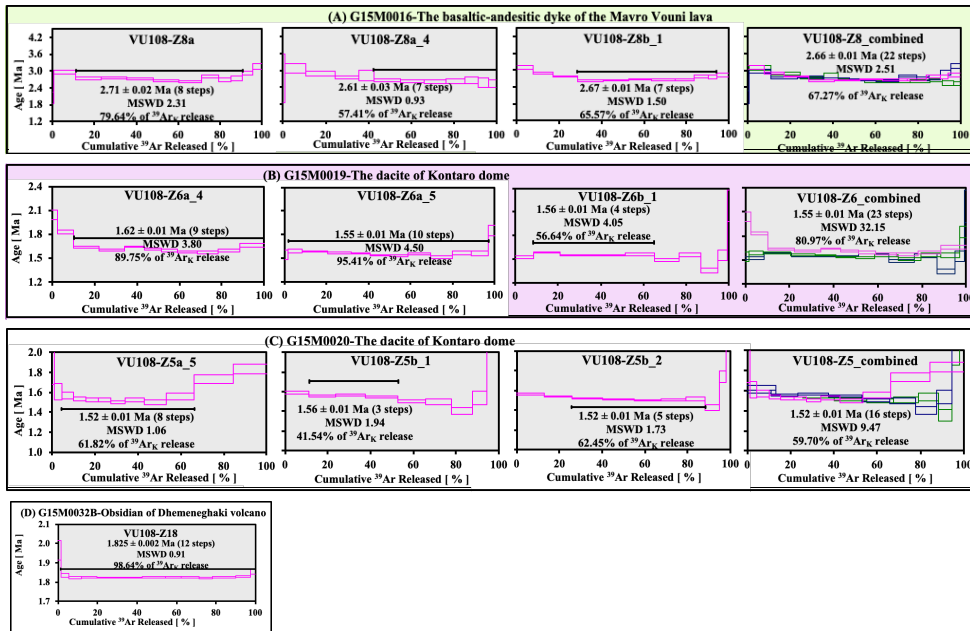 (A) G15M0016-The basaltic-andesitic dyke of the Mavro Vouni lava
Age [ Ma ]
4.2
3.6
3.0
2.4
1.8
1.2
VU108-Z8a
2.71 ± 0.02 Ma (8 steps)
MSWD 2.31
79.64% of ³⁹Arₖ release
0 20 40 60 80 100
Cumulative ³⁹Ar Released [ % ]
VU108-Z8a_4
2.61 ± 0.03 Ma (7 steps)
MSWD 0.93
57.41% of ³⁹Arₖ release
0 20 40 60 80 100
Cumulative ³⁹Ar Released [ % ]
VU108-Z8b_1
2.67 ± 0.01 Ma (7 steps)
MSWD 1.50
65.57% of ³⁹Arₖ release
0 20 40 60 80 100
Cumulative ³⁹Ar Released [ % ]
VU108-Z8_combined
2.66 ± 0.01 Ma (22 steps)
MSWD 2.51
67.27% of ³⁹Arₖ release
0 20 40 60 80 100
Cumulative ³⁹Ar Released [ % ]
(B) G15M0019-The dacite of Kontaro dome
Age [ Ma ]
2.4
2.1
1.8
1.5
1.2
VU108-Z6a_4
1.62 ± 0.01 Ma (9 steps)
MSWD 3.80
89.75% of ³⁹Arₖ release
0 20 40 60 80 100
Cumulative ³⁹Ar Released [ % ]
VU108-Z6a_5
1.55 ± 0.01 Ma (10 steps)
MSWD 4.50
95.41% of ³⁹Arₖ release
0 20 40 60 80 100
Cumulative ³⁹Ar Released [ % ]
VU108-Z6b_1
1.56 ± 0.01 Ma (4 steps)
MSWD 4.05
56.64% of ³⁹Arₖ release
0 20 40 60 80 100
Cumulative ³⁹Ar Released [ % ]
VU108-Z6_combined
1.55 ± 0.01 Ma (23 steps)
MSWD 32.15
80.97% of ³⁹Arₖ release
0 20 40 60 80 100
Cumulative ³⁹Ar Released [ % ]
(C) G15M0020-The dacite of Kontaro dome
Age [ Ma ]
2.0
1.8
1.6
1.4
1.2
1.0
VU108-Z5a_5
1.52 ± 0.01 Ma (8 steps)
MSWD 1.06
61.82% of ³⁹Arₖ release
0 20 40 60 80 100
Cumulative ³⁹Ar Released [ % ]
VU108-Z5b_1
1.56 ± 0.01 Ma (3 steps)
MSWD 1.94
41.54% of ³⁹Arₖ release
0 20 40 60 80 100
Cumulative ³⁹Ar Released [ % ]
VU108-Z5b_2
1.52 ± 0.01 Ma (5 steps)
MSWD 1.73
62.45% of ³⁹Arₖ release
0 20 40 60 80 100
Cumulative ³⁹Ar Released [ % ]
VU108-Z5_combined
1.52 ± 0.01 Ma (16 steps)
MSWD 9.47
59.70% of ³⁹Arₖ release
0 20 40 60 80 100
Cumulative ³⁹Ar Released [ % ]
(D) G15M0032B-Obsidian of Dhemeneghaki volcano
Age [ Ma ]
2.1
2.0
1.9
1.8
1.7
VU108-Z18
1.825 ± 0.002 Ma (12 steps)
MSWD 0.91
98.64% of ³⁹Arₖ release
0 20 40 60 80 100
Cumulative ³⁹Ar Released [ % ]